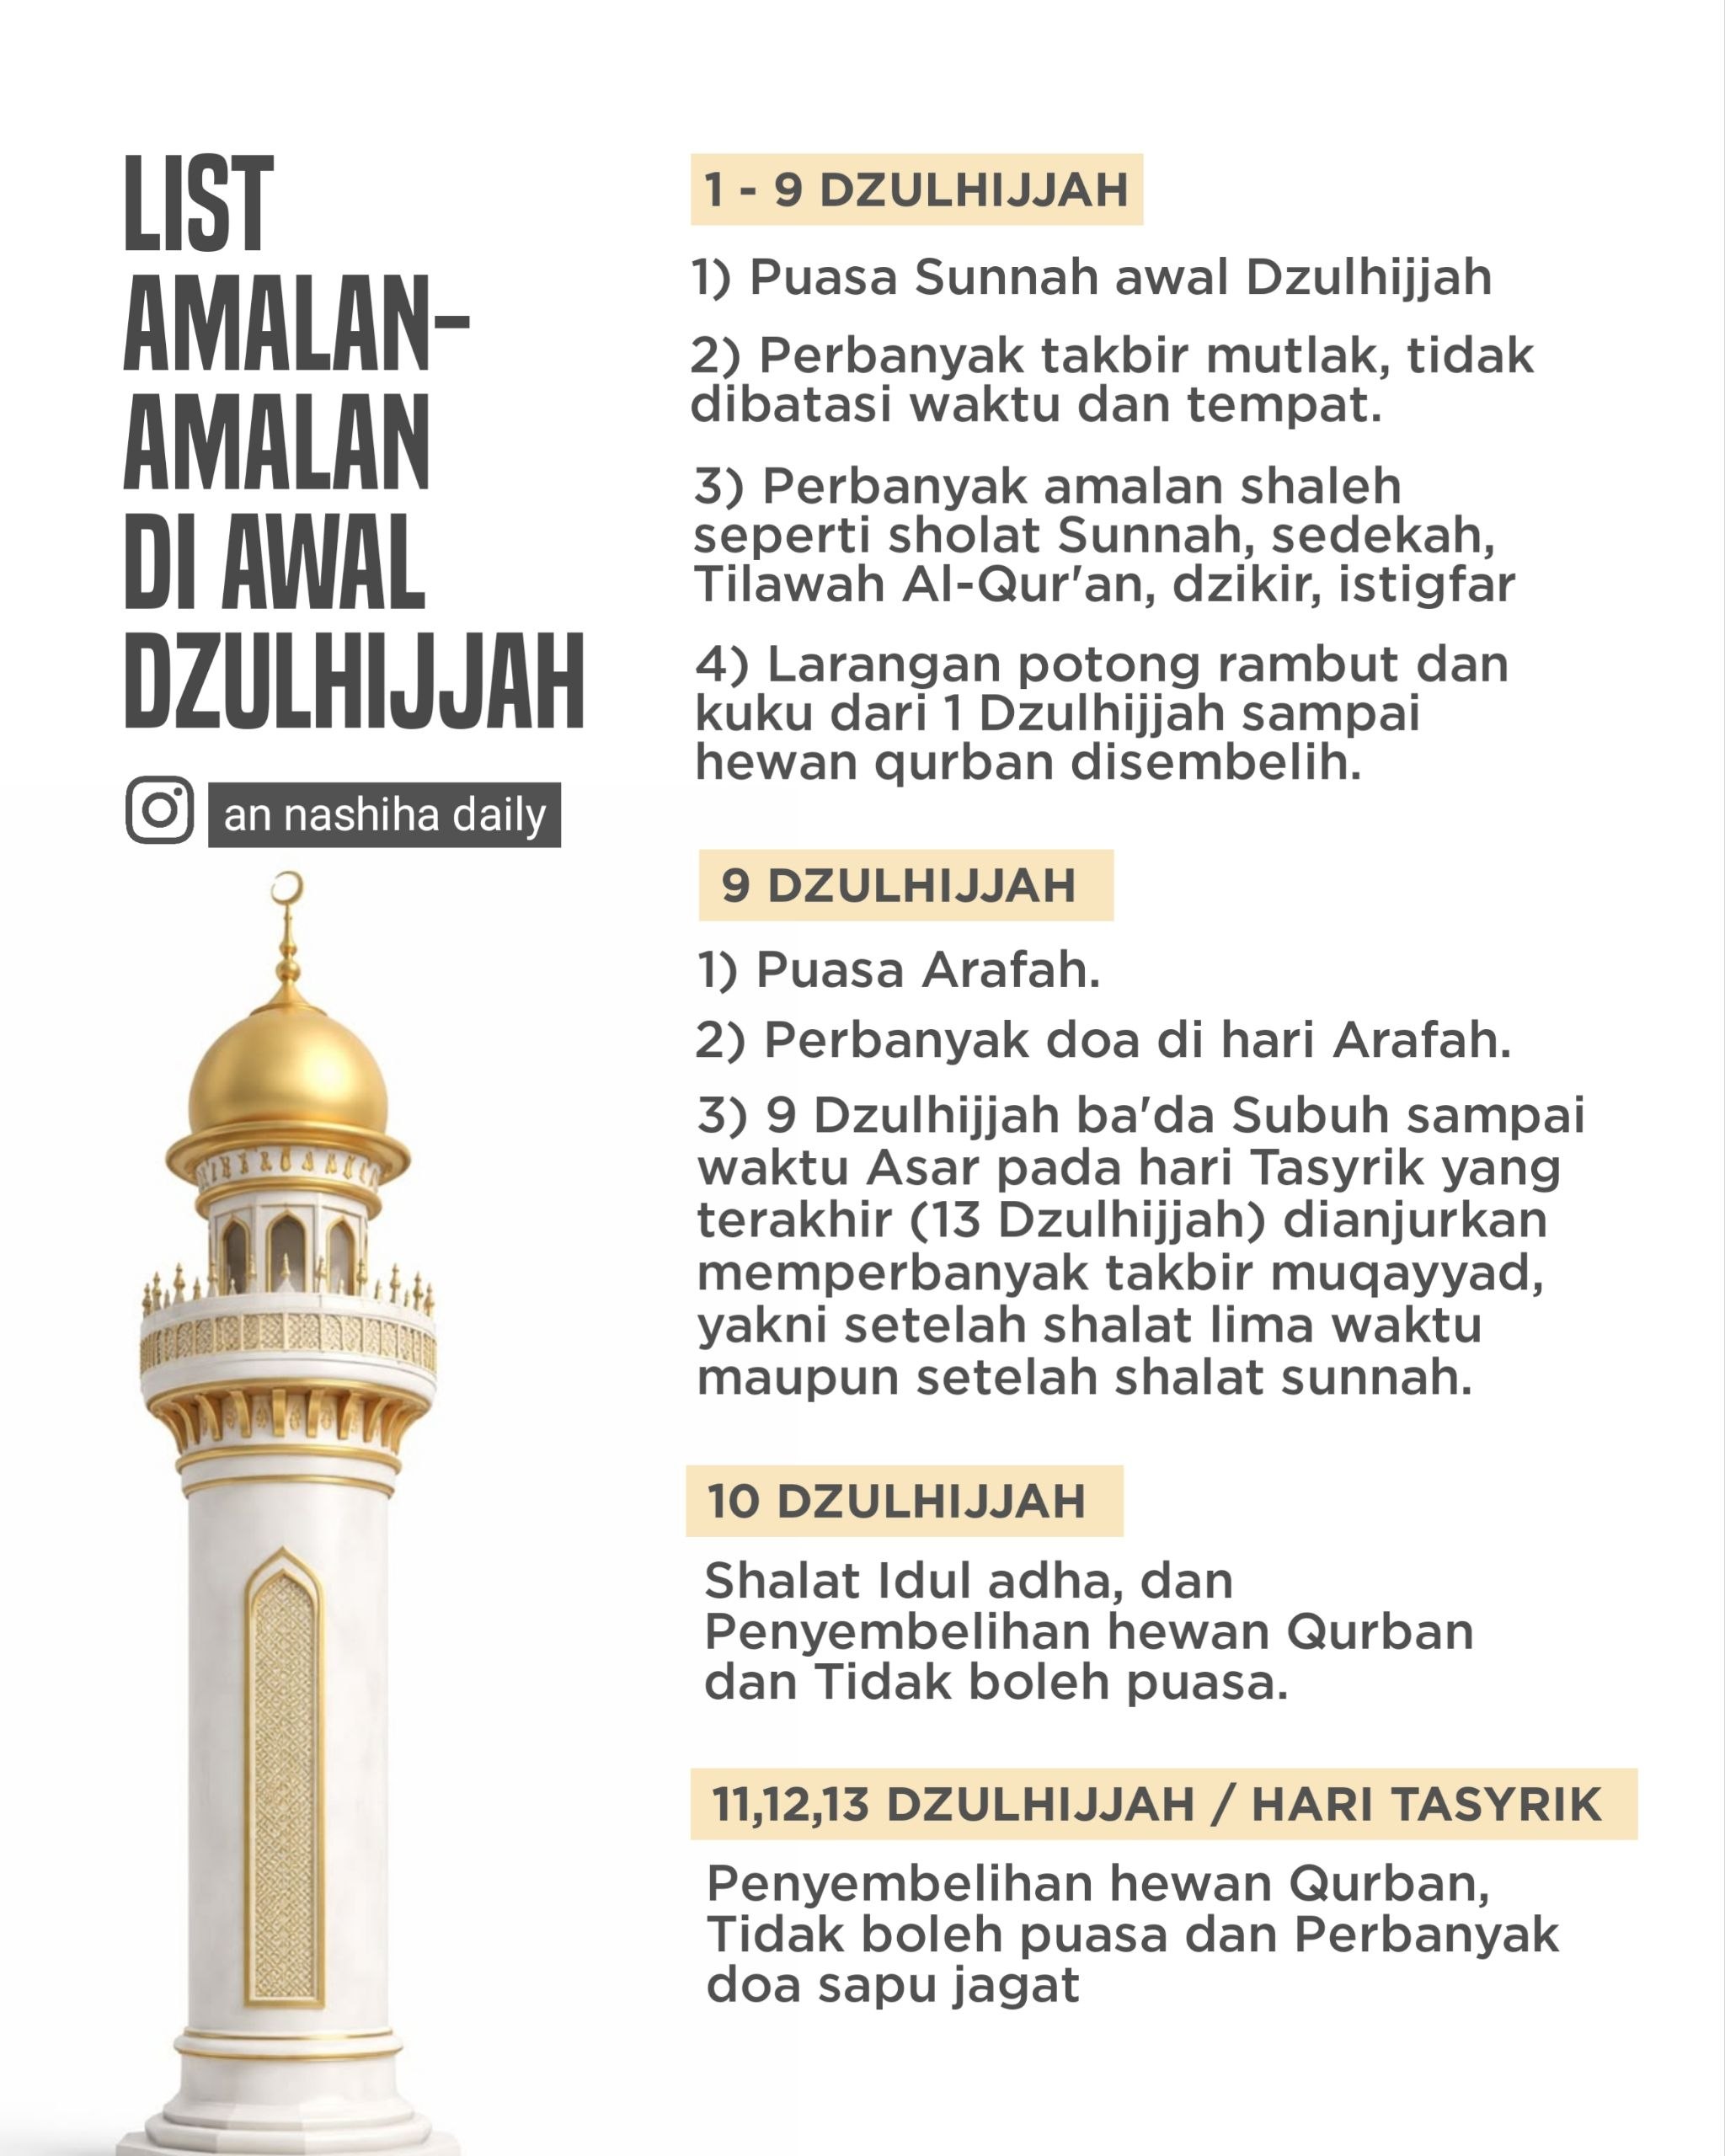 LIST
AMALAN-
AMALAN
DI AWAL
DZULHIJJAH
an nashiha daily
1 - 9 DZULHIJJAH
1) Puasa Sunnah awal Dzulhijjah
2) Perbanyak takbir mutlak, tidak
dibatasi waktu dan tempat.
3) Perbanyak amalan shaleh
seperti sholat Sunnah, sedekah,
Tilawah Al-Qur'an, dzikir, istigfar
4) Larangan potong rambut dan
kuku dari 1 Dzulhijjah sampai
hewan qurban disembelih.
9 DZULHIJJAH
1) Puasa Arafah.
2) Perbanyak doa di hari Arafah.
3) 9 Dzulhijjah ba'da Subuh sampai
waktu Asar pada hari Tasyrik yang
terakhir (13 Dzulhijjah) dianjurkan
memperbanyak takbir muqayyad,
yakni setelah shalat lima waktu
maupun setelah shalat sunnah.
10 DZULHIJJAH
Shalat Idul adha, dan
Penyembelihan hewan Qurban
dan Tidak boleh puasa.
11,12,13 DZULHIJJAH / HARI TASYRIK
Penyembelihan hewan Qurban,
Tidak boleh puasa dan Perbanyak
doa sapu jagat